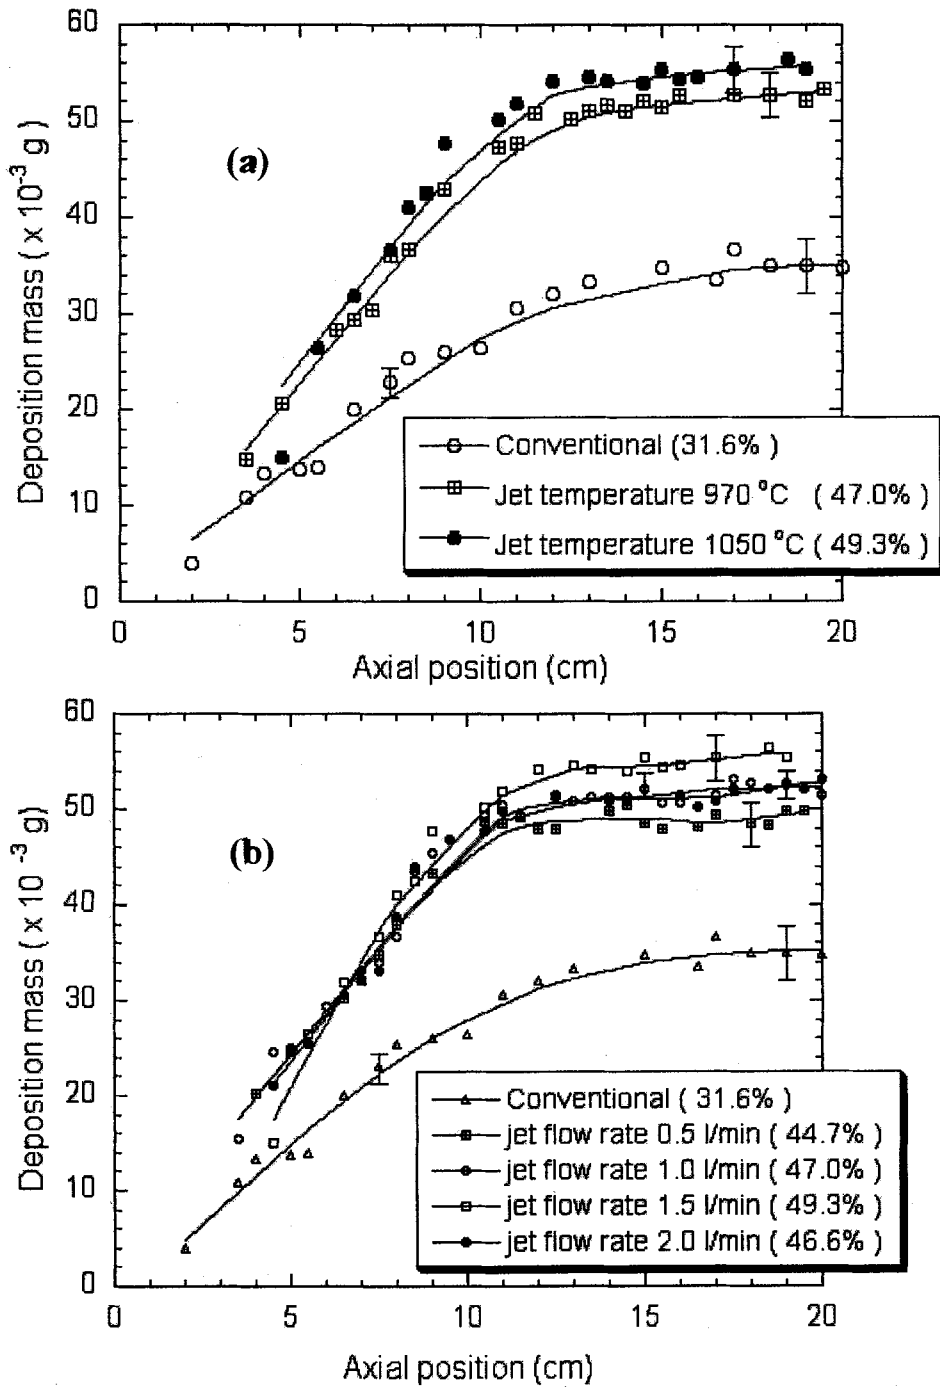 60
50
40
30
20
10
0
Deposition mass ( x 10⁻³ g)
(a)
Conventional (31.6%)
Jet temperature 970 °C ( 47.0%)
Jet temperature 1050 °C ( 49.3%)
0 5 10 15 20
Axial position (cm)
60
50
40
30
20
10
0
Deposition mass ( x 10⁻³ g)
(b)
Conventional ( 31.6% )
jet flow rate 0.5 l/min ( 44.7% )
jet flow rate 1.0 l/min ( 47.0% )
jet flow rate 1.5 l/min ( 49.3% )
jet flow rate 2.0 l/min ( 46.6% )
0 5 10 15 20
Axial position (cm)